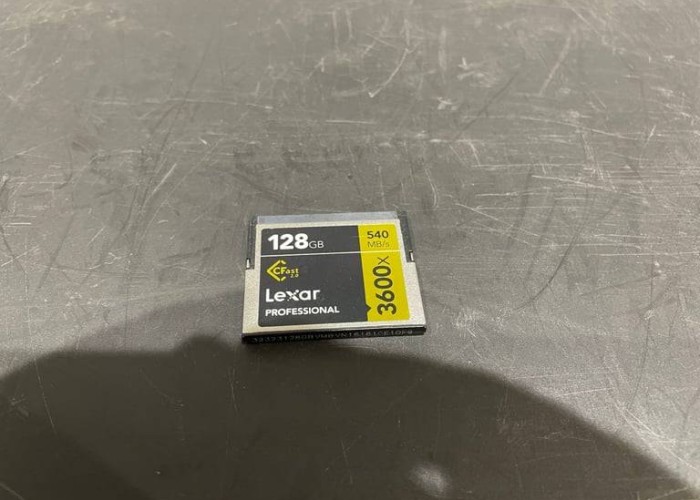 128GB
540
MB/s
CFast
2.0
3600X
Lexar
PROFESSIONAL